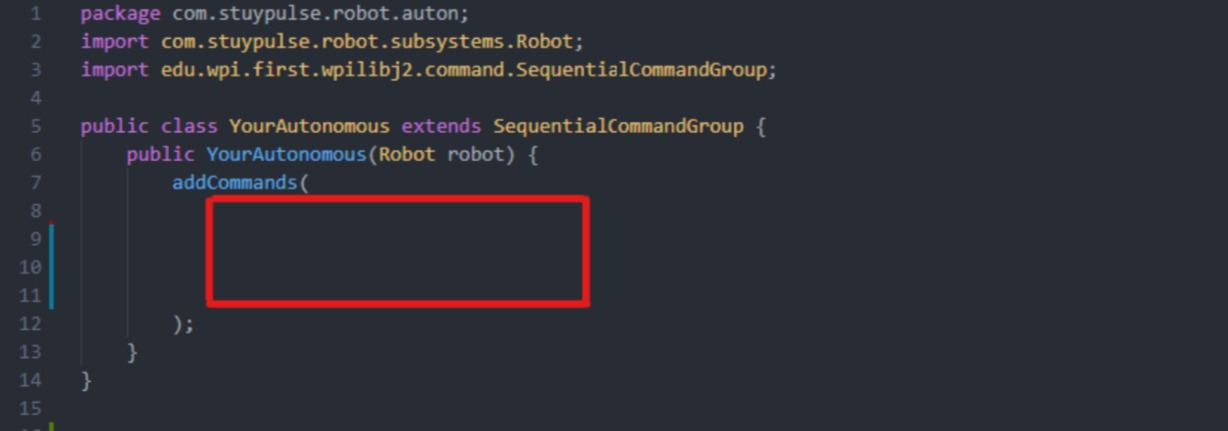 1 package com.stuypulse.robot.auton;
2 import com.stuypulse.robot.subsystems.Robot;
3 import edu.wpi.first.wpilibj2.command.SequentialCommandGroup;
4
5 public class YourAutonomous extends SequentialCommandGroup {
6     public YourAutonomous(Robot robot) {
7         addCommands(
8
9
10
11
12         );
13     }
14 }
15